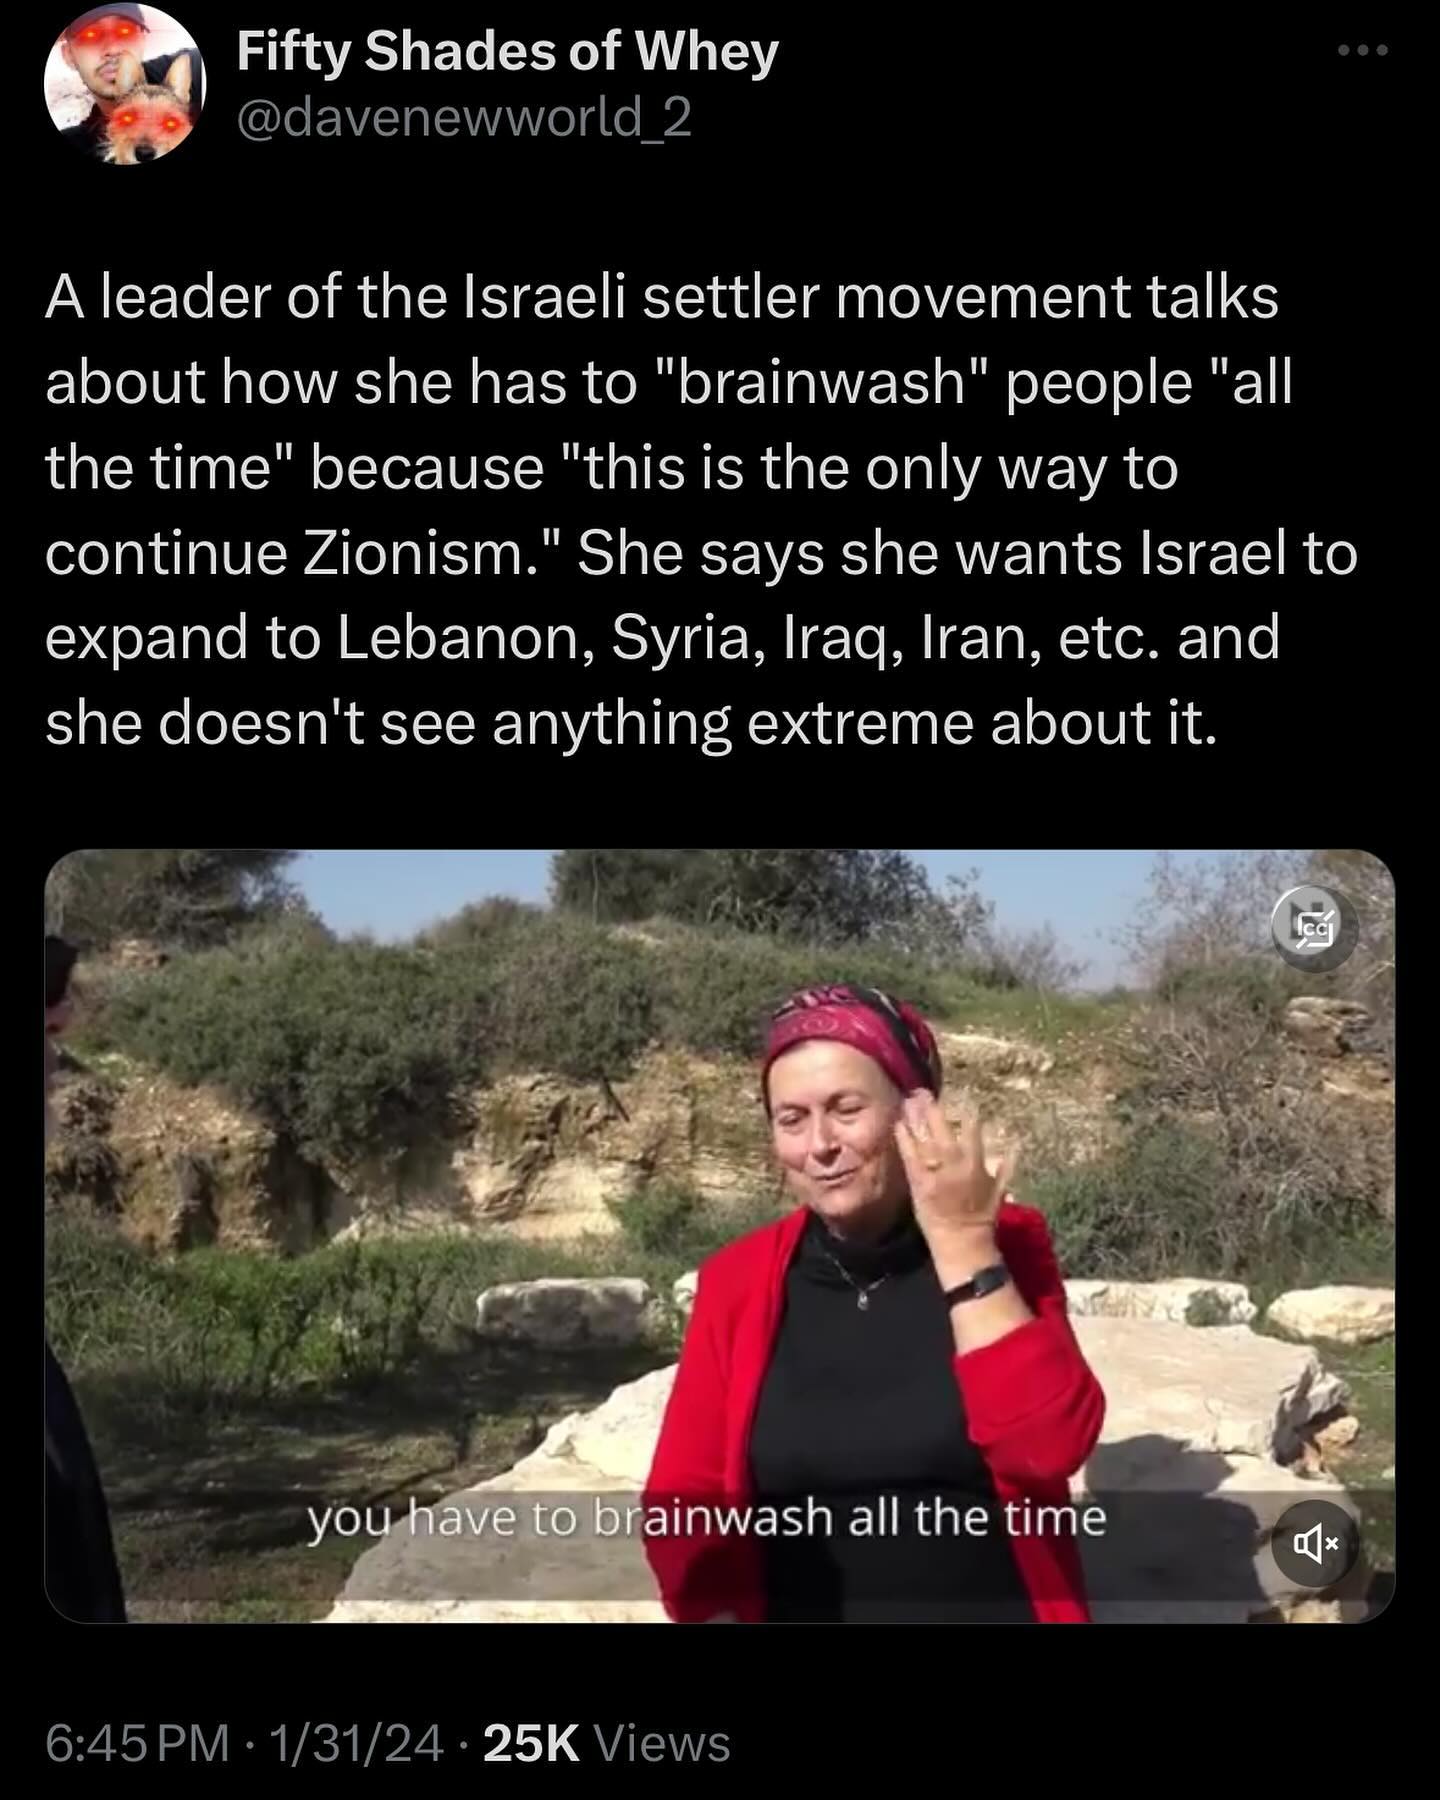 Fifty Shades of Whey
@davenewworld_2
A leader of the Israeli settler movement talks
about how she has to "brainwash" people "all
the time" because "this is the only way to
continue Zionism." She says she wants Israel to
expand to Lebanon, Syria, Iraq, Iran, etc. and
she doesn't see anything extreme about it.
CC
you have to brainwash all the time
6:45 PM · 1/31/24 · 25K Views